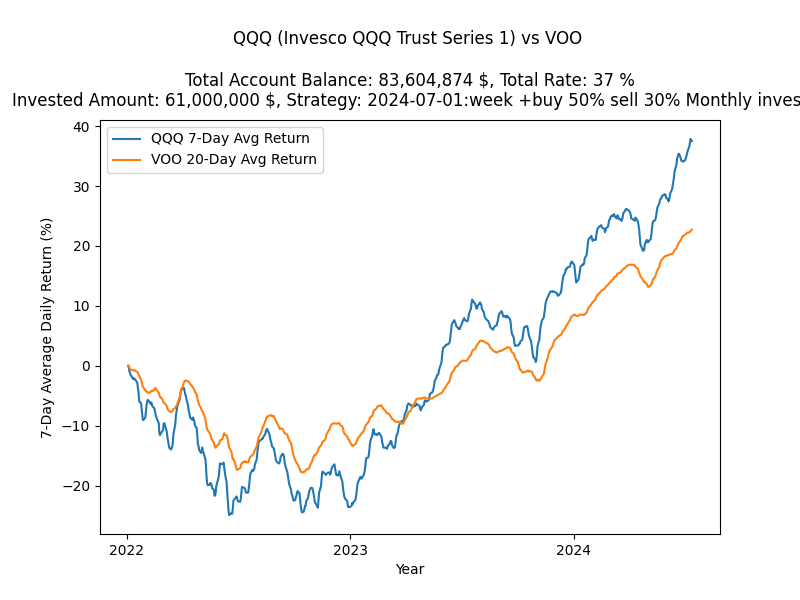 QQQ (Invesco QQQ Trust Series 1) vs VOO
Total Account Balance: 83,604,874 $, Total Rate: 37 %
Invested Amount: 61,000,000 $, Strategy: 2024-07-01:week +buy 50% sell 30% Monthly inves
40
QQQ 7-Day Avg Return
VOO 20-Day Avg Return
30
20
10
0
−10
−20
7-Day Average Daily Return (%)
2022
2023
2024
Year